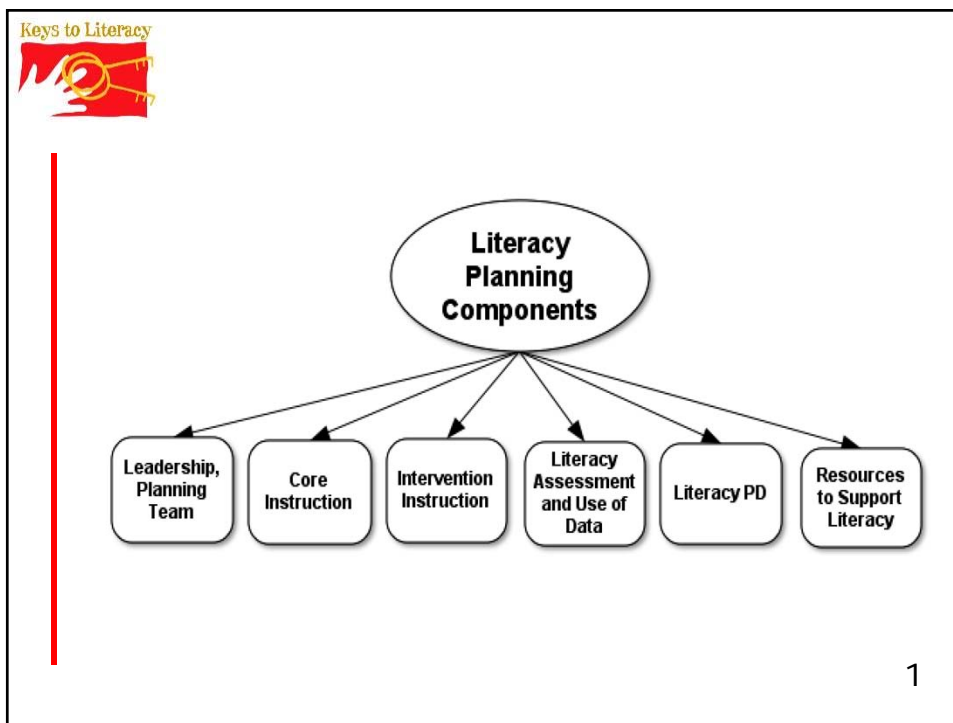 Keys to Literacy
Literacy
Planning
Components
Leadership,
Planning
Team
Core
Instruction
Intervention
Instruction
Literacy
Assessment
and Use of
Data
Literacy PD
Resources
to Support
Literacy
1